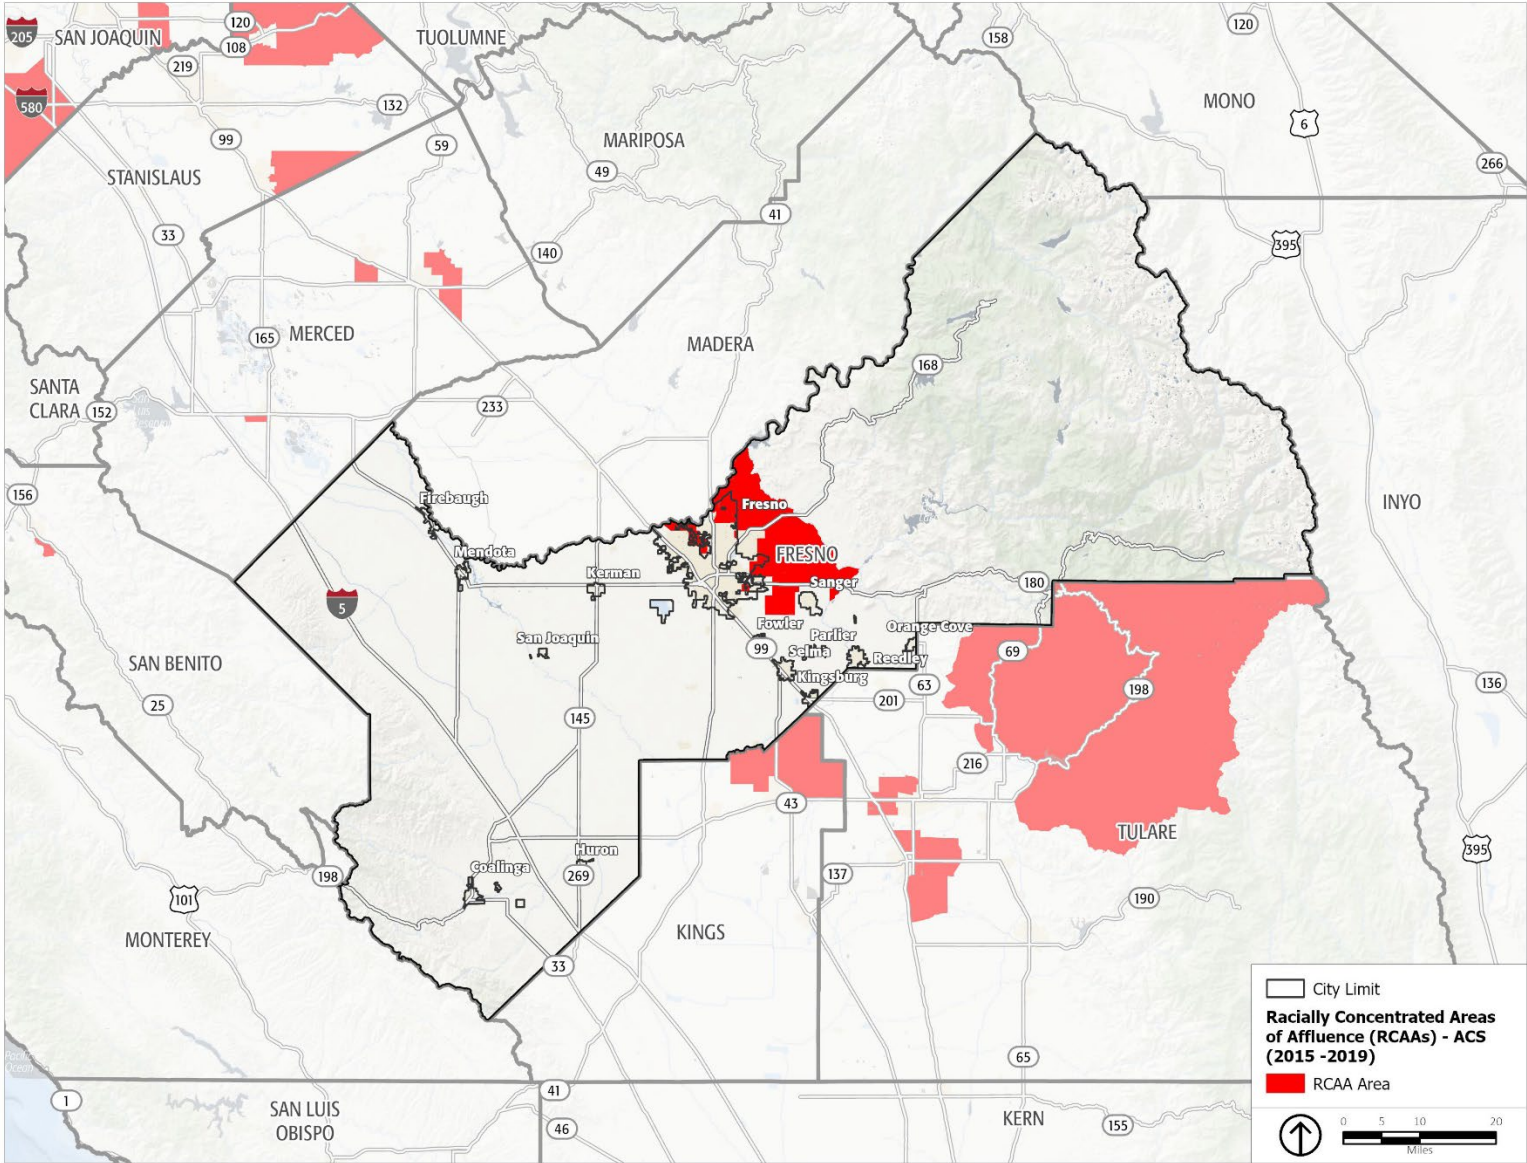 120
SAN JOAQUIN
TUOLUMNE
205
108
158
120
219
580
132
MONO
6
99
59
MARIPOSA
49
266
STANISLAUS
41
33
140
395
165
MERCED
MADERA
168
SANTA
CLARA
152
233
156
INYO
Firebaugh
Fresno
Mendota
FRESNO
Kerman
Sanger
180
5
Fowler
Parlier
Orange Cove
San Joaquin
99
Selma
Reedley
69
SAN BENITO
Kingsburg
63
198
136
25
201
145
216
43
TULARE
395
Huron
Coalinga
198
269
137
101
190
MONTEREY
KINGS
33
City Limit
Racially Concentrated Areas
of Affluence (RCAAs) - ACS
(2015 -2019)
RCAA Area
65
Pacific
Ocean
1
41
SAN LUIS
OBISPO
46
KERN
155
0 5 10 20
Miles